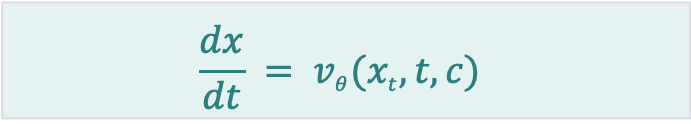 dx/dt = v_θ(x_t, t, c)